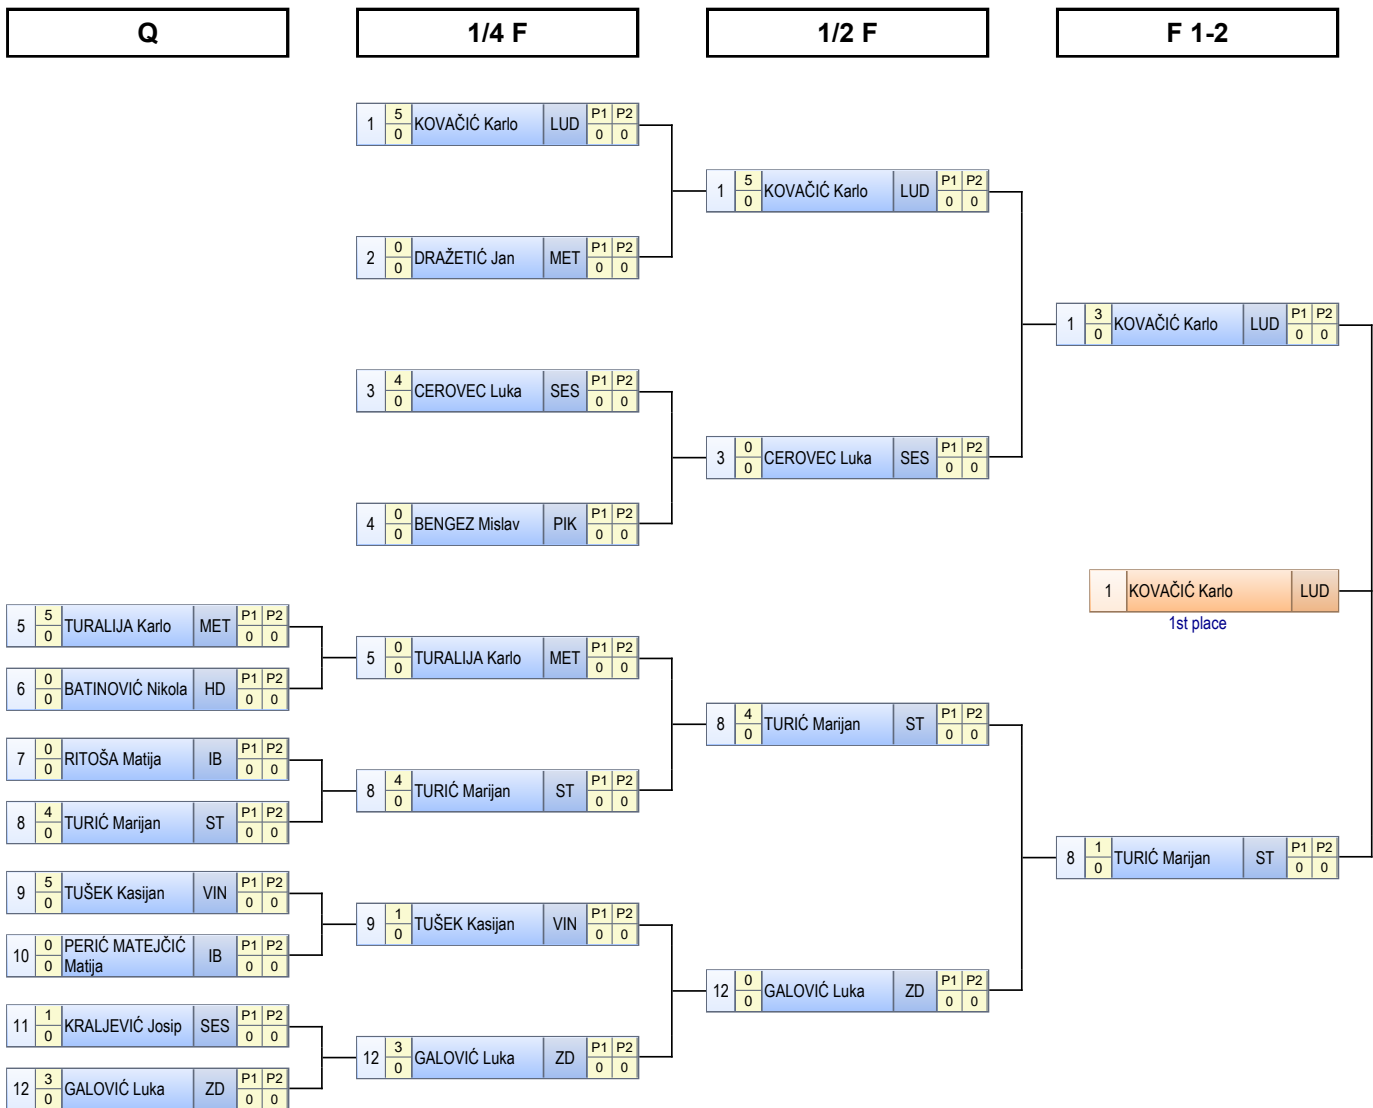 Q
1/4 F
1/2 F
F 1-2
1 5 0 KOVAČIĆ Karlo LUD P1 P2 0 0
2 0 0 DRAŽETIĆ Jan MET P1 P2 0 0
3 4 0 CEROVEC Luka SES P1 P2 0 0
4 0 0 BENGEZ Mislav PIK P1 P2 0 0
1 5 0 KOVAČIĆ Karlo LUD P1 P2 0 0
3 0 0 CEROVEC Luka SES P1 P2 0 0
1 3 0 KOVAČIĆ Karlo LUD P1 P2 0 0
1 KOVAČIĆ Karlo LUD
1st place
5 5 0 TURALIJA Karlo MET P1 P2 0 0
6 0 0 BATINOVIĆ Nikola HD P1 P2 0 0
7 0 0 RITOŠA Matija IB P1 P2 0 0
8 4 0 TURIĆ Marijan ST P1 P2 0 0
9 5 0 TUŠEK Kasijan VIN P1 P2 0 0
10 0 0 PERIĆ MATEJČIĆ
Matija IB P1 P2 0 0
11 1 0 KRALJEVIĆ Josip SES P1 P2 0 0
12 3 0 GALOVIĆ Luka ZD P1 P2 0 0
5 0 0 TURALIJA Karlo MET P1 P2 0 0
8 4 0 TURIĆ Marijan ST P1 P2 0 0
9 1 0 TUŠEK Kasijan VIN P1 P2 0 0
12 3 0 GALOVIĆ Luka ZD P1 P2 0 0
8 4 0 TURIĆ Marijan ST P1 P2 0 0
12 0 0 GALOVIĆ Luka ZD P1 P2 0 0
8 1 0 TURIĆ Marijan ST P1 P2 0 0